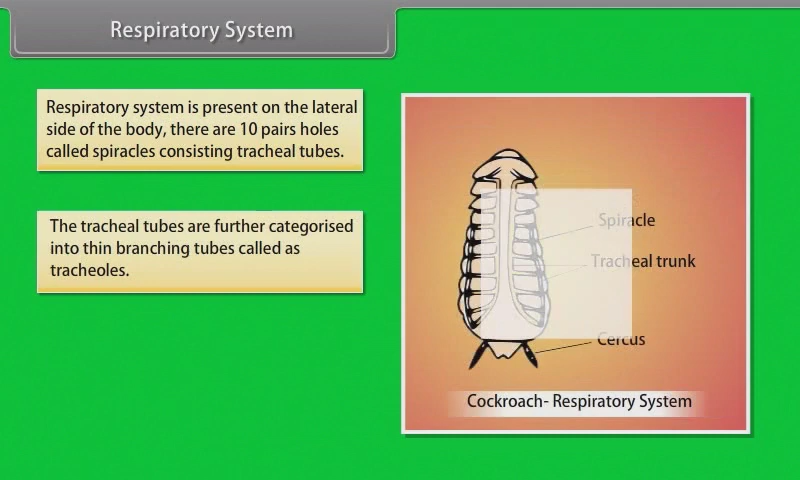 Respiratory System
Respiratory system is present on the lateral
side of the body, there are 10 pairs holes
called spiracles consisting tracheal tubes.
The tracheal tubes are further categorised
into thin branching tubes called as
tracheoles.
Spiracle
Tracheal trunk
Cercus
Cockroach- Respiratory System